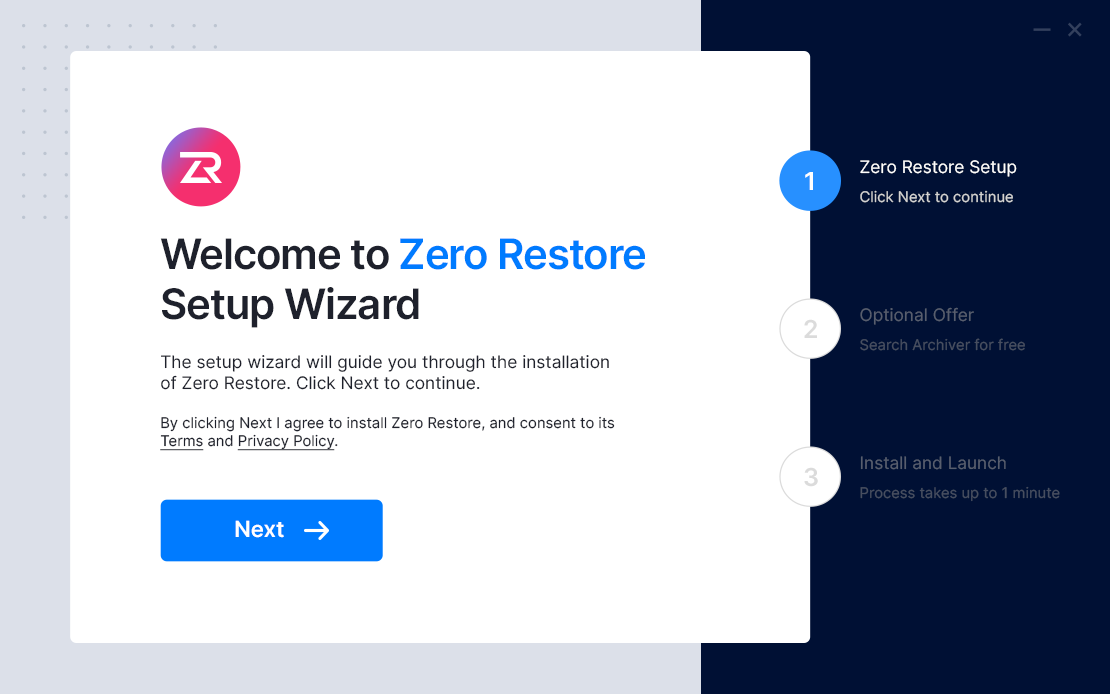 ZR
Welcome to Zero Restore
Setup Wizard
The setup wizard will guide you through the installation
of Zero Restore. Click Next to continue.
By clicking Next I agree to install Zero Restore, and consent to its
Terms and Privacy Policy.
Next
1
Zero Restore Setup
Click Next to continue
2
Optional Offer
Search Archiver for free
3
Install and Launch
Process takes up to 1 minute